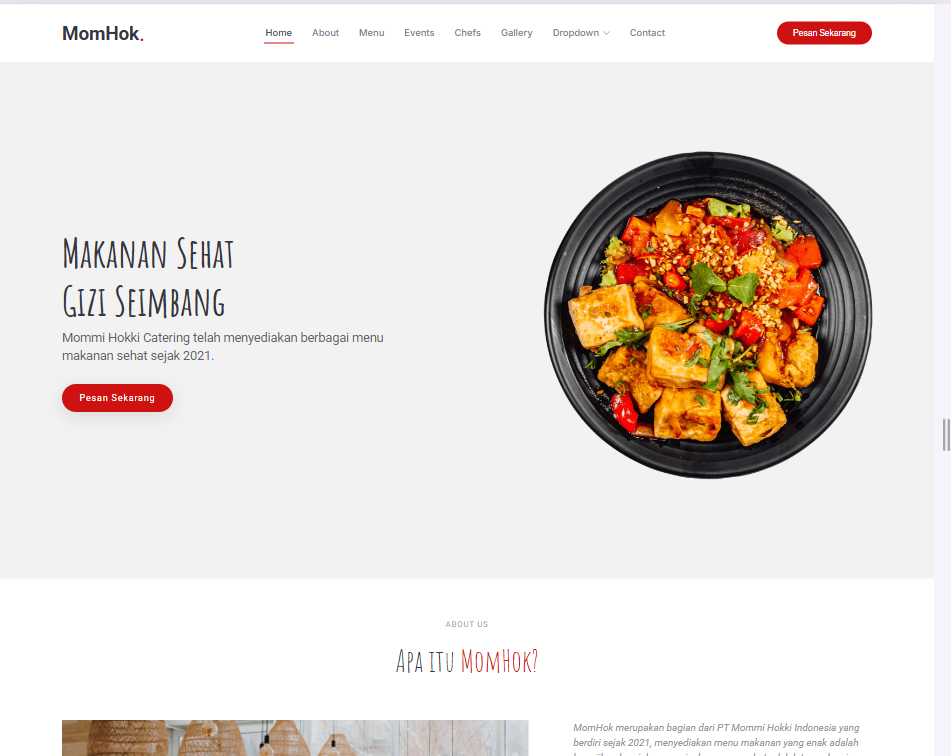 MomHok.
Home About Menu Events Chefs Gallery Dropdown Contact
Pesan Sekarang
Makanan Sehat
Gizi Seimbang
Mommi Hokki Catering telah menyediakan berbagai menu
makanan sehat sejak 2021.
Pesan Sekarang
ABOUT US
Apa itu MomHok?
MomHok merupakan bagian dari PT Mommi Hokki Indonesia yang
berdiri sejak 2021, menyediakan menu makanan yang enak adalah